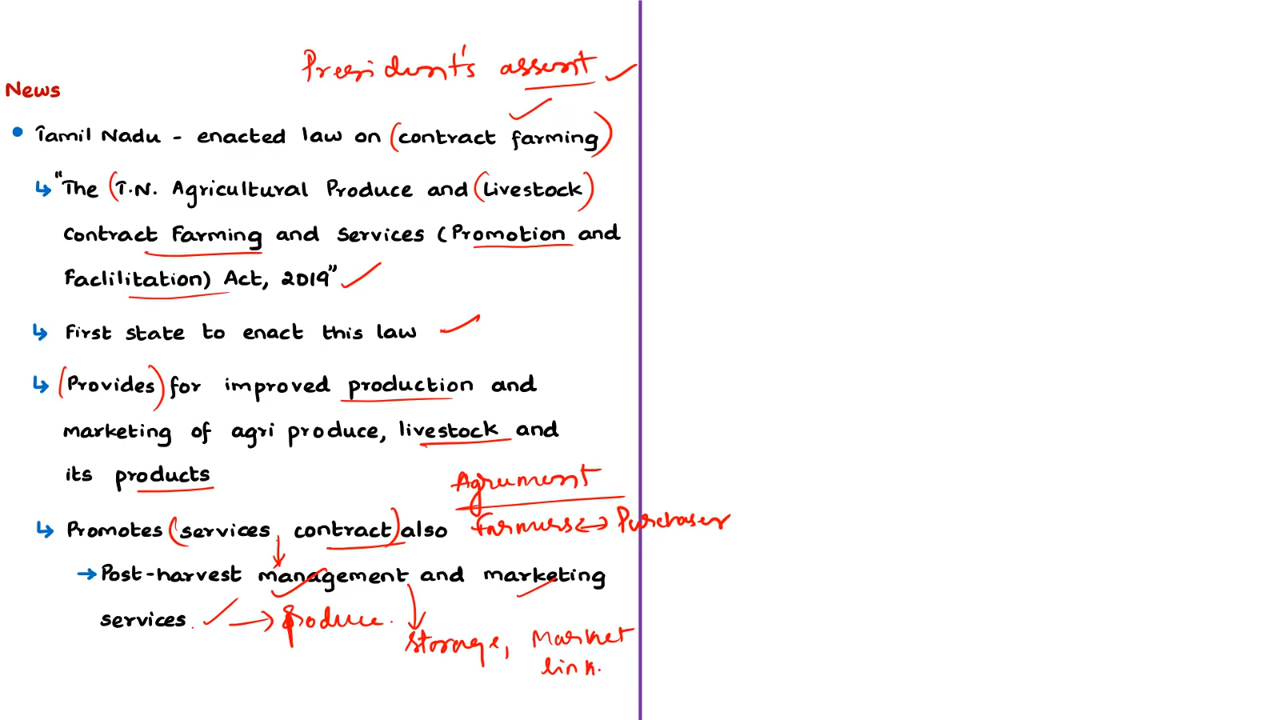 President's assent
News
• Tamil Nadu - enacted law on (contract farming)
↳ "The (T.N. Agricultural Produce and (Livestock)
Contract Farming and Services (Promotion and
Faclilitation) Act, 2019"
↳ First state to enact this law
↳ (Provides) for improved production and
marketing of agri produce, livestock and
its products
Agrument
↳ Promotes (services, contract) also
Farmers ↔ Purchaser
→ Post-harvest management and marketing
services. → Produce.
Storage, Market
link.